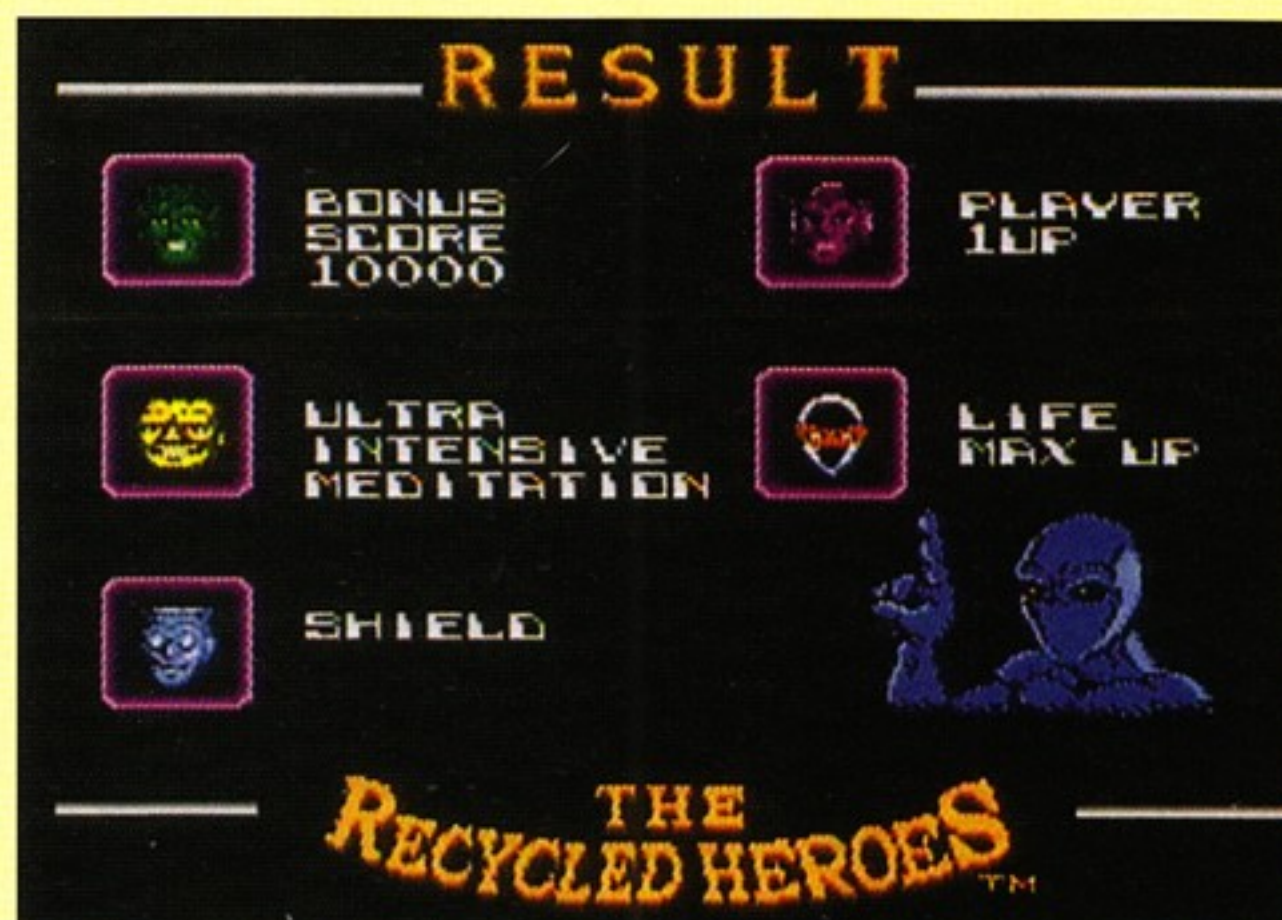 RESULT
BONUS
SCORE
10000
PLAYER
1UP
ULTRA
INTENSIVE
MEDITATION
LIFE
MAX UP
SHIELD
THE
RECYCLED HEROES
TM